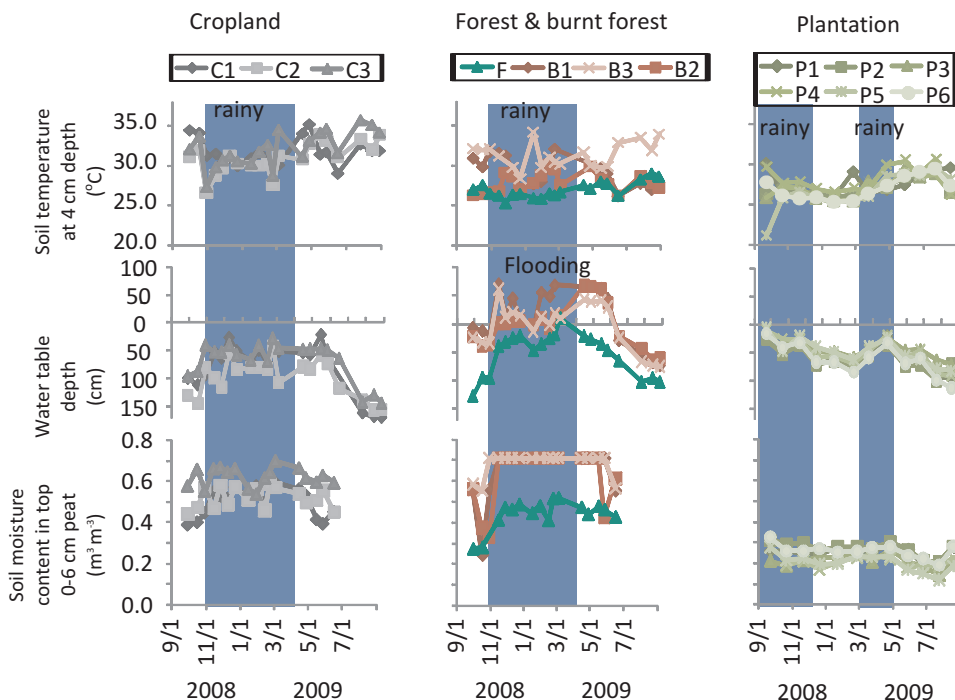 Cropland
Forest & burnt forest
Plantation
C1 C2 C3
F B1 B3 B2
P1 P2 P3
P4 P5 P6
rainy
rainy
rainy
rainy
Soil temperature
at 4 cm depth
(°C)
35.0
30.0
25.0
20.0
Flooding
Water table
depth
(cm)
100
50
0
50
100
150
Soil moisture
content in top
0-6 cm peat
(m³ m⁻³)
0.8
0.6
0.4
0.2
0.0
9/1
11/1
1/1
3/1
5/1
7/1
9/1
11/1
1/1
3/1
5/1
7/1
9/1
11/1
1/1
3/1
5/1
7/1
2008
2009
2008
2009
2008
2009